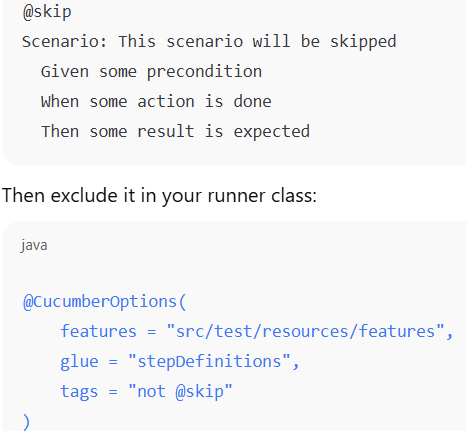 @skip
Scenario: This scenario will be skipped
Given some precondition
When some action is done
Then some result is expected
Then exclude it in your runner class:
java
@CucumberOptions(
features = "src/test/resources/features",
glue = "stepDefinitions",
tags = "not @skip"
)